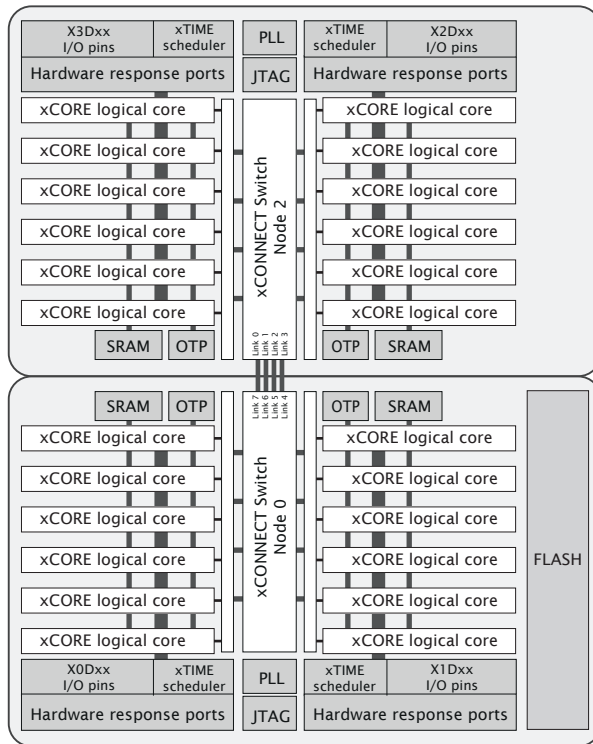 X3Dxx
I/O pins
xTIME
scheduler
PLL
xTIME
scheduler
X2Dxx
I/O pins
Hardware response ports
JTAG
Hardware response ports
xCORE logical core
xCORE logical core
xCORE logical core
xCORE logical core
xCORE logical core
xCORE logical core
xCONNECT Switch
Node 2
xCORE logical core
xCORE logical core
xCORE logical core
xCORE logical core
xCORE logical core
xCORE logical core
SRAM
OTP
Link 0
Link 1
Link 2
Link 3
OTP
SRAM
SRAM
OTP
Link 7
Link 6
Link 5
Link 4
OTP
SRAM
xCORE logical core
xCORE logical core
xCORE logical core
xCORE logical core
xCORE logical core
xCORE logical core
xCONNECT Switch
Node 0
xCORE logical core
xCORE logical core
xCORE logical core
xCORE logical core
xCORE logical core
xCORE logical core
FLASH
X0Dxx
I/O pins
xTIME
scheduler
PLL
xTIME
scheduler
X1Dxx
I/O pins
Hardware response ports
JTAG
Hardware response ports